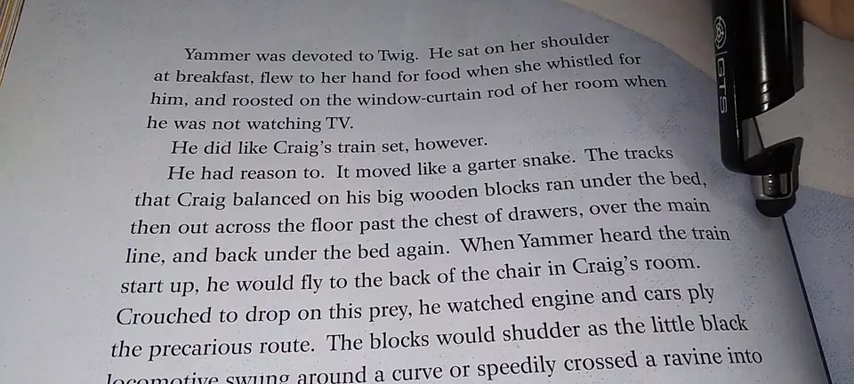 Yammer was devoted to Twig. He sat on her shoulder
at breakfast, flew to her hand for food when she whistled for
him, and roosted on the window-curtain rod of her room when
he was not watching TV.
He did like Craig's train set, however.
He had reason to. It moved like a garter snake. The tracks
that Craig balanced on his big wooden blocks ran under the bed,
then out across the floor past the chest of drawers, over the main
line, and back under the bed again. When Yammer heard the train
start up, he would fly to the back of the chair in Craig's room.
Crouched to drop on this prey, he watched engine and cars ply
the precarious route. The blocks would shudder as the little black
locomotive swung around a curve or speedily crossed a ravine into
GTS